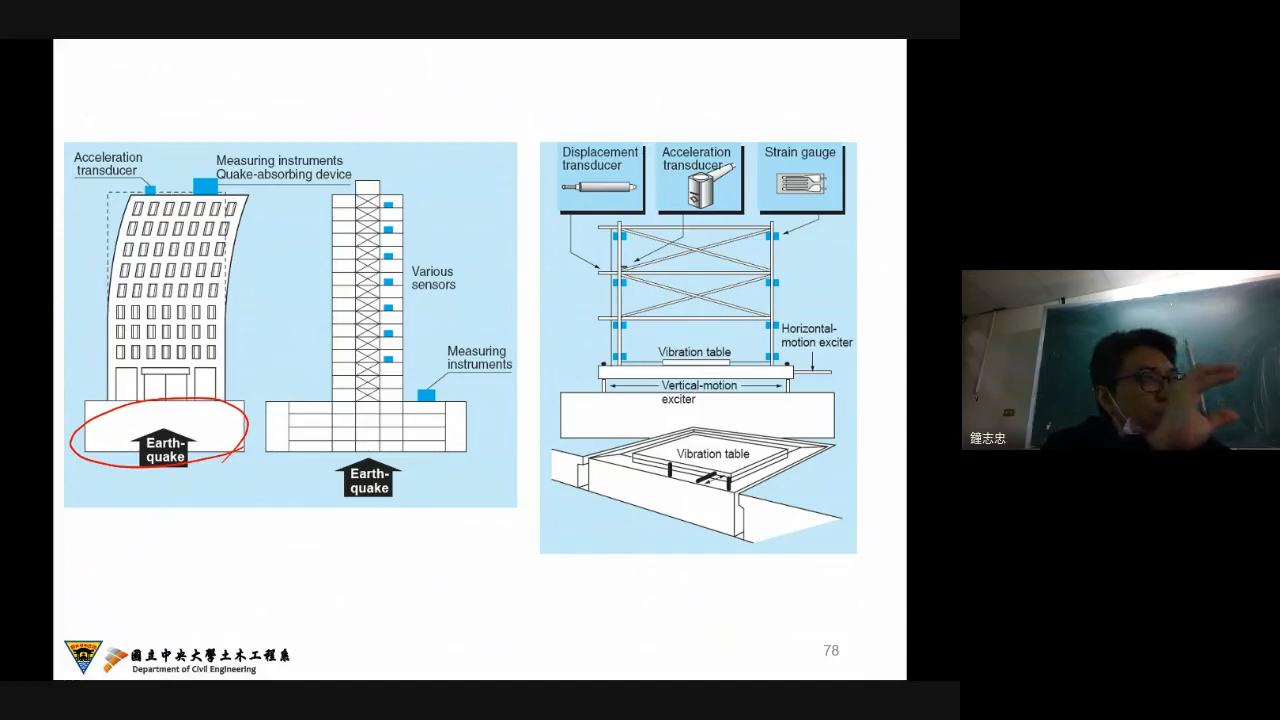 Acceleration
transducer
Measuring instruments
Quake-absorbing device
Various
sensors
Measuring
instruments
Earth-
quake
Earth-
quake
Displacement
transducer
Acceleration
transducer
Strain gauge
Horizontal-
motion exciter
Vibration table
Vertical-motion
exciter
Vibration table
國立中央大學土木工程系
Department of Civil Engineering
78
鐘志忠